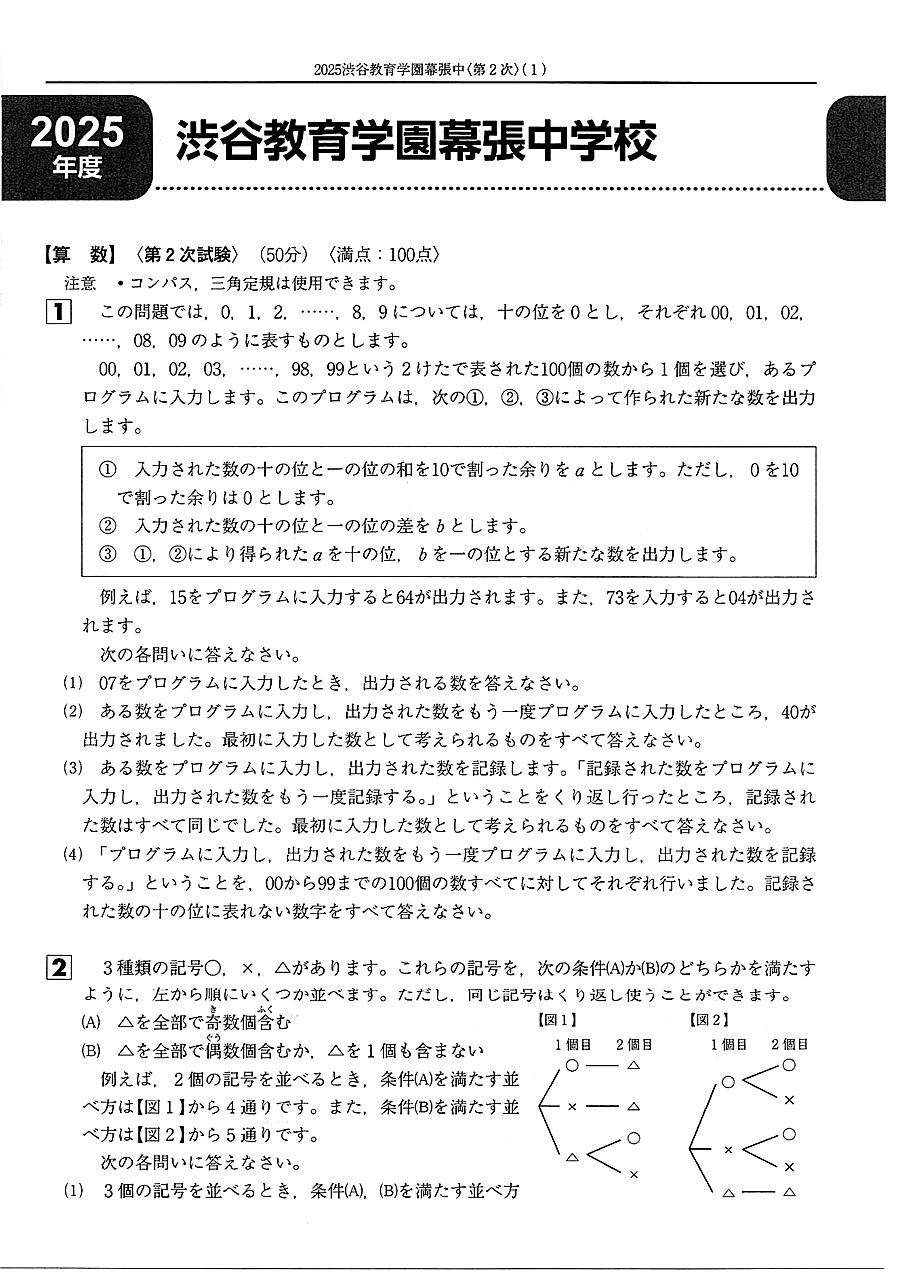 2025渋谷教育学園幕張中〈第2次〉(1)
2025
年度
渋谷教育学園幕張中学校
【算 数】〈第2次試験〉(50分)〈満点:100点〉
注意 ・コンパス,三角定規は使用できます。
1 この問題では,0,1,2,……,8,9については,十の位を0とし,それぞれ00,01,02,
……,08,09のように表すものとします。
00,01,02,03,……,98,99という2けたで表された100個の数から1個を選び,あるプ
ログラムに入力します。このプログラムは,次の①,②,③によって作られた新たな数を出力
します。
① 入力された数の十の位と一の位の和を10で割った余りをaとします。ただし,0を10
で割った余りは0とします。
② 入力された数の十の位と一の位の差をbとします。
③ ①,②により得られたaを十の位,bを一の位とする新たな数を出力します。
例えば,15をプログラムに入力すると64が出力されます。また,73を入力すると04が出力さ
れます。
次の各問いに答えなさい。
(1) 07をプログラムに入力したとき,出力される数を答えなさい。
(2) ある数をプログラムに入力し,出力された数をもう一度プログラムに入力したところ,40が
出力されました。最初に入力した数として考えられるものをすべて答えなさい。
(3) ある数をプログラムに入力し,出力された数を記録します。「記録された数をプログラムに
入力し,出力された数をもう一度記録する。」ということをくり返し行ったところ,記録され
た数はすべて同じでした。最初に入力した数として考えられるものをすべて答えなさい。
(4) 「プログラムに入力し,出力された数をもう一度プログラムに入力し,出力された数を記録
する。」ということを,00から99までの100個の数すべてに対してそれぞれ行いました。記録さ
れた数の十の位に表れない数字をすべて答えなさい。
2 3種類の記号○,×,△があります。これらの記号を,次の条件(A)か(B)のどちらかを満たす
ように,左から順にいくつか並べます。ただし,同じ記号はくり返し使うことができます。
き ふく
(A) △を全部で奇数個含む
ぐう
(B) △を全部で偶数個含むか,△を1個も含まない
例えば,2個の記号を並べるとき,条件(A)を満たす並
べ方は【図1】から4通りです。また,条件(B)を満たす並
べ方は【図2】から5通りです。
次の各問いに答えなさい。
(1) 3個の記号を並べるとき,条件(A),(B)を満たす並べ方
【図1】
1個目 2個目
○ △
× △
△ ○
×
【図2】
1個目 2個目
○ ○
×
× ○
×
△ △